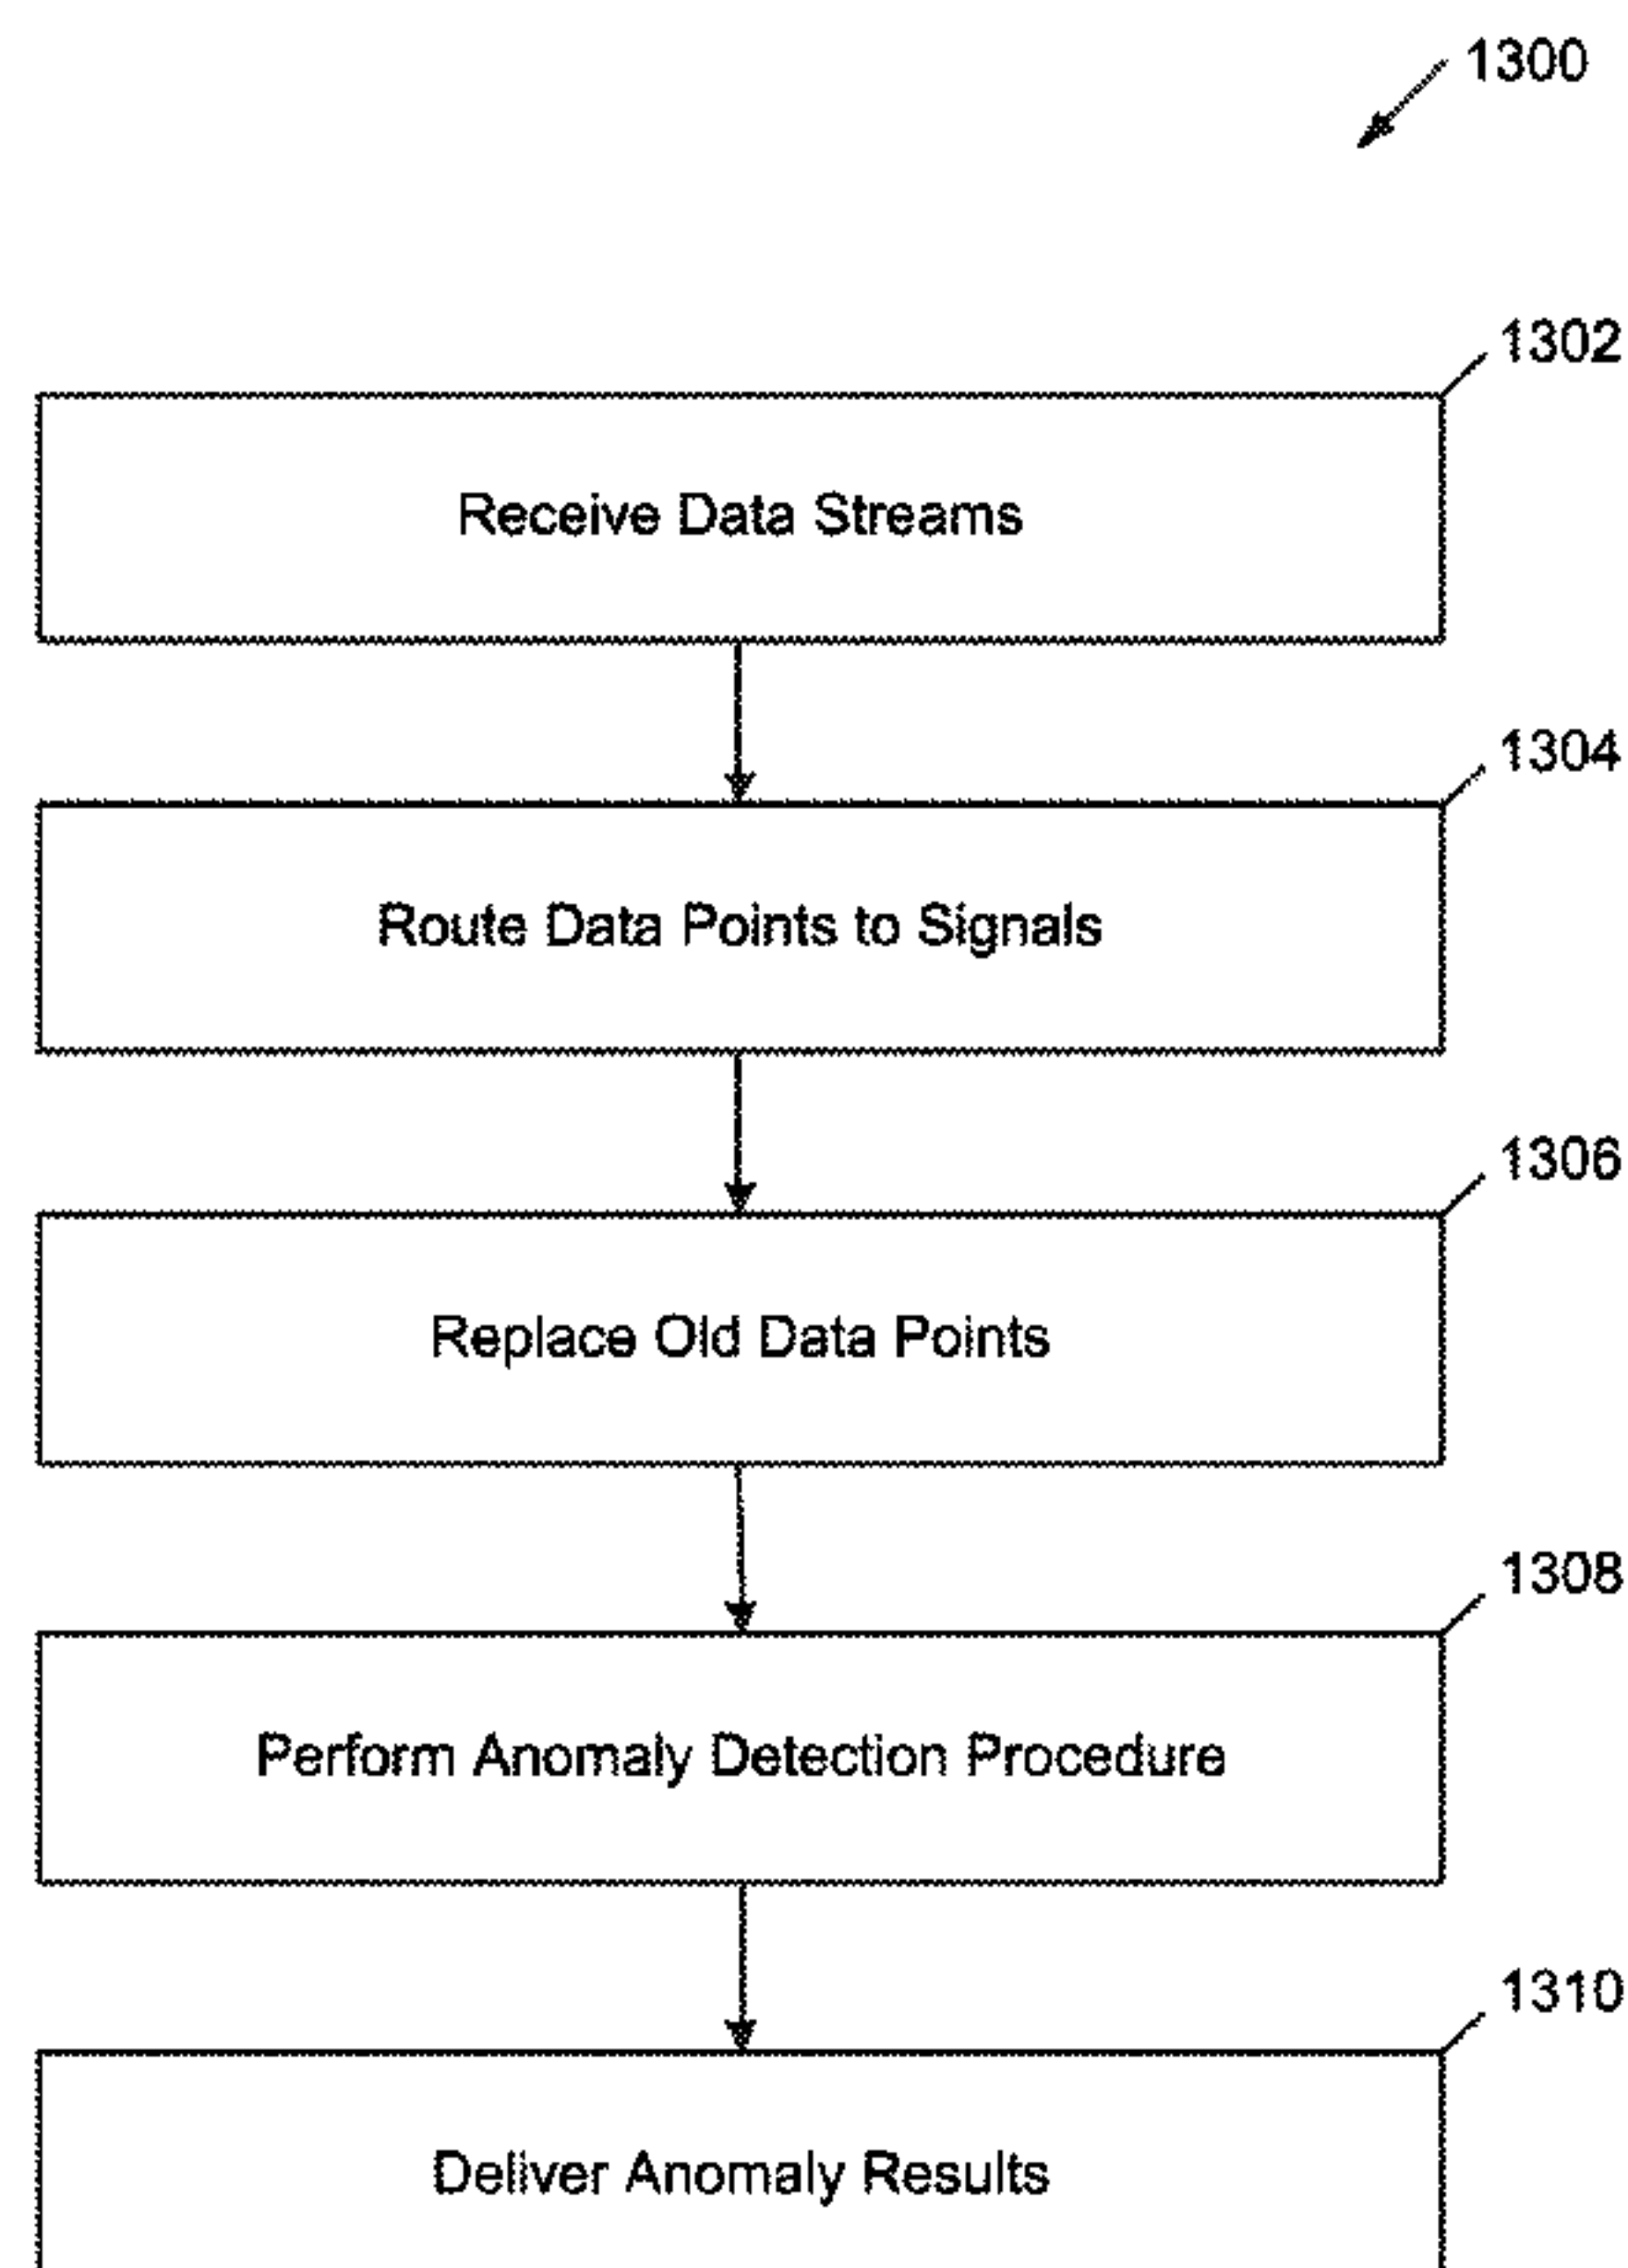 1300
1302
Receive Data Streams
1304
Route Data Points to Signals
1306
Replace Old Data Points
1308
Perform Anomaly Detection Procedure
1310
Deliver Anomaly Results